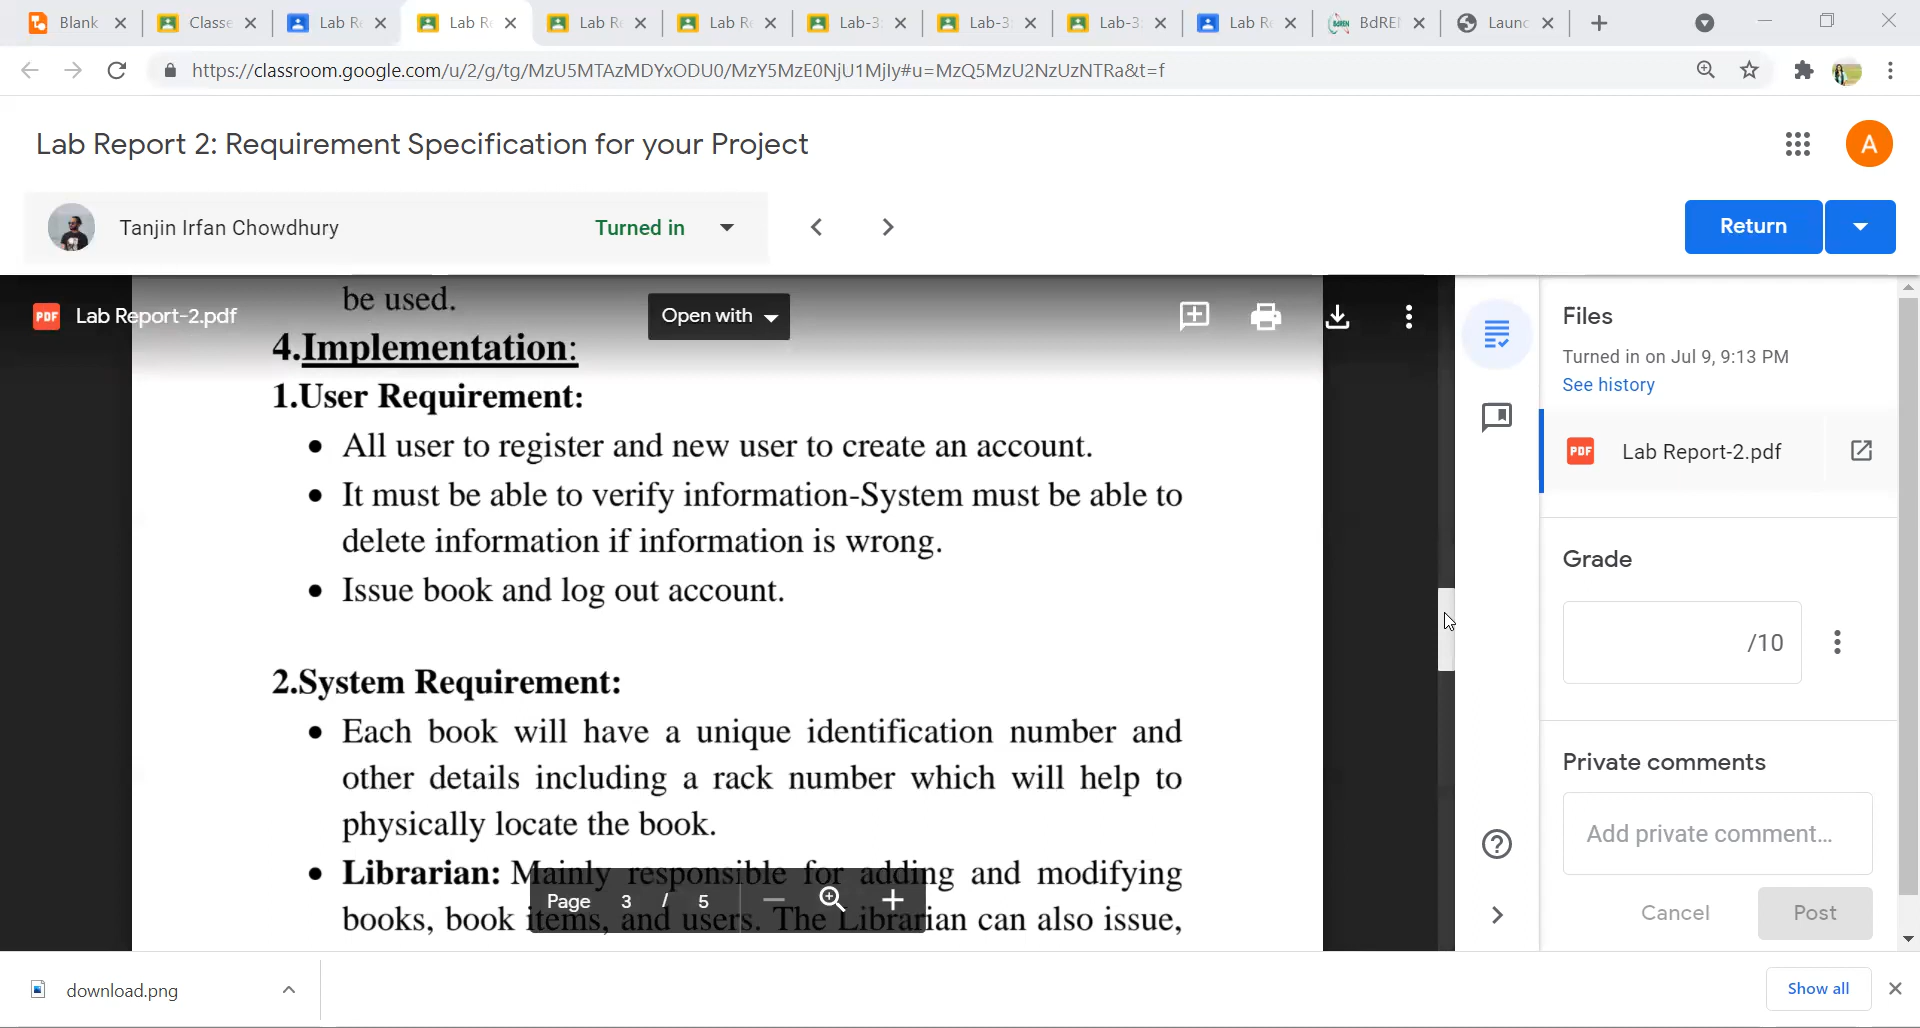 Blank
Classe
Lab Re
Lab Re
Lab Re
Lab Re
Lab-3:
Lab-3:
Lab-3:
Lab Re
BdREN
Launc
https://classroom.google.com/u/2/g/tg/MzU5MTAzMDYxODU0/MzY5MzE0NjU1Mjly#u=MzQ5MzU2NzUzNTRa&t=f
Lab Report 2: Requirement Specification for your Project
A
Tanjin Irfan Chowdhury
Turned in
Return
be used.
PDF Lab Report-2.pdf
Open with
4.Implementation:
1.User Requirement:
• All user to register and new user to create an account.
• It must be able to verify information-System must be able to
delete information if information is wrong.
• Issue book and log out account.
2.System Requirement:
• Each book will have a unique identification number and
other details including a rack number which will help to
physically locate the book.
• Librarian: Mainly responsible for adding and modifying
books, book items, and users. The Librarian can also issue,
Page 3 / 5
Files
Turned in on Jul 9, 9:13 PM
See history
PDF Lab Report-2.pdf
Grade
/10
Private comments
Add private comment...
Cancel
Post
download.png
Show all